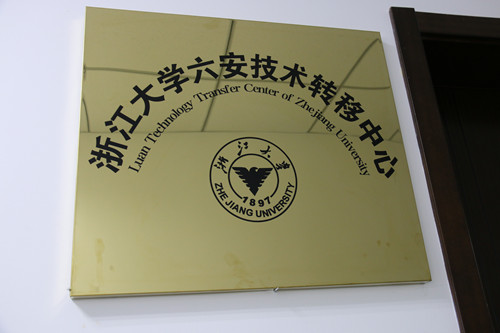 浙江大学六安技术转移中心
Luan Technology Transfer Center of Zhejiang University
浙江大学
1897
ZHE JIANG UNIVERSITY